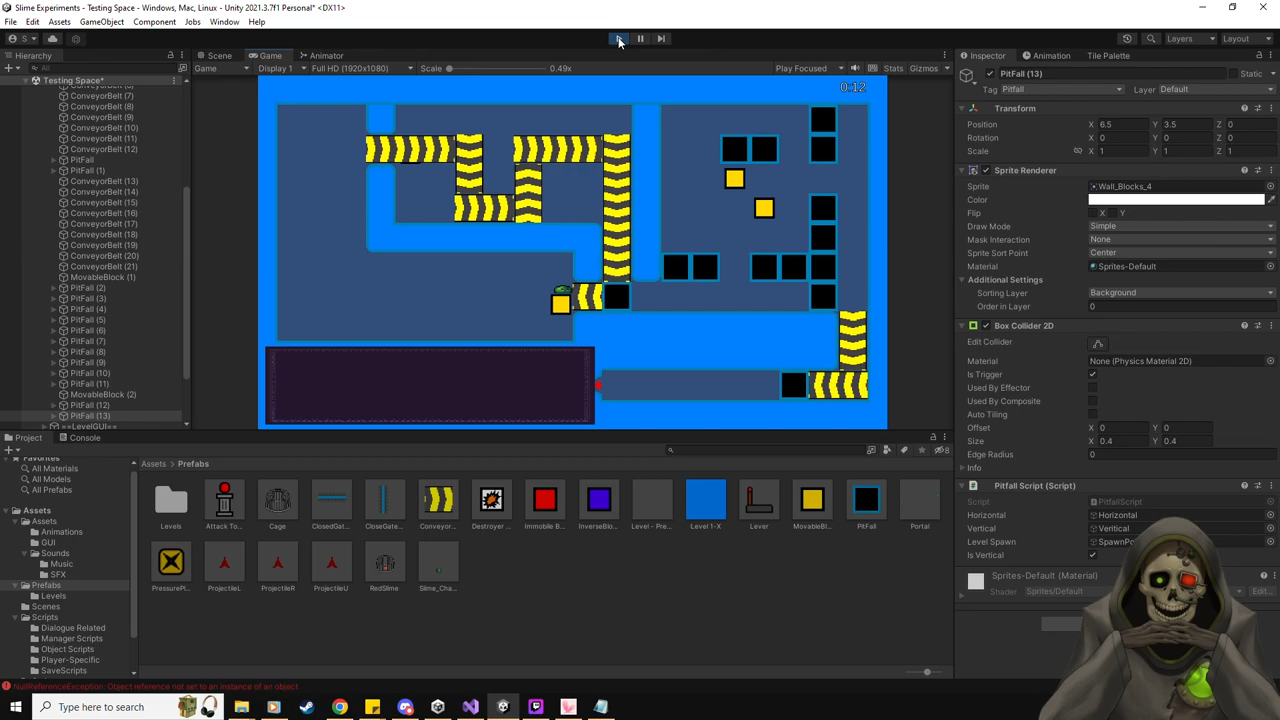 Slime Experiments - Testing Space - Windows, Mac, Linux - Unity 2021.3.7f1 Personal* <DX11>
File Edit Assets GameObject Component Jobs Window Help
S
Layers Layout
Hierarchy
Scene Game Animator
Inspector Animation Tile Palette
All
Game Display 1 Full HD (1920x1080) Scale 0.49x Play Focused Stats Gizmos
PitFall (13) Static
Testing Space*
Tag Pitfall Layer Default
0:12
ConveyorBelt (7)
ConveyorBelt (8)
ConveyorBelt (9)
ConveyorBelt (10)
ConveyorBelt (11)
ConveyorBelt (12)
PitFall
PitFall (1)
ConveyorBelt (13)
ConveyorBelt (14)
ConveyorBelt (15)
ConveyorBelt (16)
ConveyorBelt (17)
ConveyorBelt (18)
ConveyorBelt (19)
ConveyorBelt (20)
ConveyorBelt (21)
MovableBlock (1)
PitFall (2)
PitFall (3)
PitFall (4)
PitFall (5)
PitFall (6)
PitFall (7)
PitFall (8)
PitFall (9)
PitFall (10)
PitFall (11)
MovableBlock (2)
PitFall (12)
PitFall (13)
==LevelGUI==
Transform
Position X 6.5 Y 3.5 Z 0
Rotation X 0 Y 0 Z 0
Scale X 1 Y 1 Z 1
Sprite Renderer
Sprite Wall_Blocks_4
Color
Flip X Y
Draw Mode Simple
Mask Interaction None
Sprite Sort Point Center
Material Sprites-Default
Additional Settings
Sorting Layer Background
Order in Layer 0
Box Collider 2D
Edit Collider
Material None (Physics Material 2D)
Is Trigger
Used By Effector
Used By Composite
Auto Tiling
Offset X 0 Y 0
Size X 0.4 Y 0.4
Edge Radius 0
Info
Pitfall Script (Script)
Script PitfallScript
Horizontal Horizontal
Vertical Veritical
Level Spawn
Is Vertical
Sprites-Default (Material)
Shader Sprites/Default Edit...
Project Console
8
Favorites
All Materials
All Models
All Prefabs
Assets
Assets
Animations
GUI
Sounds
Music
SFX
Prefabs
Levels
Scenes
Scripts
Dialogue Related
Manager Scripts
Object Scripts
Player-Specific
SaveScripts
Assets > Prefabs
Levels Attack To... Cage ClosedGat... CloseGate... Conveyor... Destroyer ... Immobile B... InverseBlo... Level - Pre... Level 1-X Lever MovableBl... PitFall Portal
PressurePl... ProjectileL ProjectileR ProjectileU RedSlime Slime_Cha...
NullReferenceException: Object reference not set to an instance of an object
Type here to search